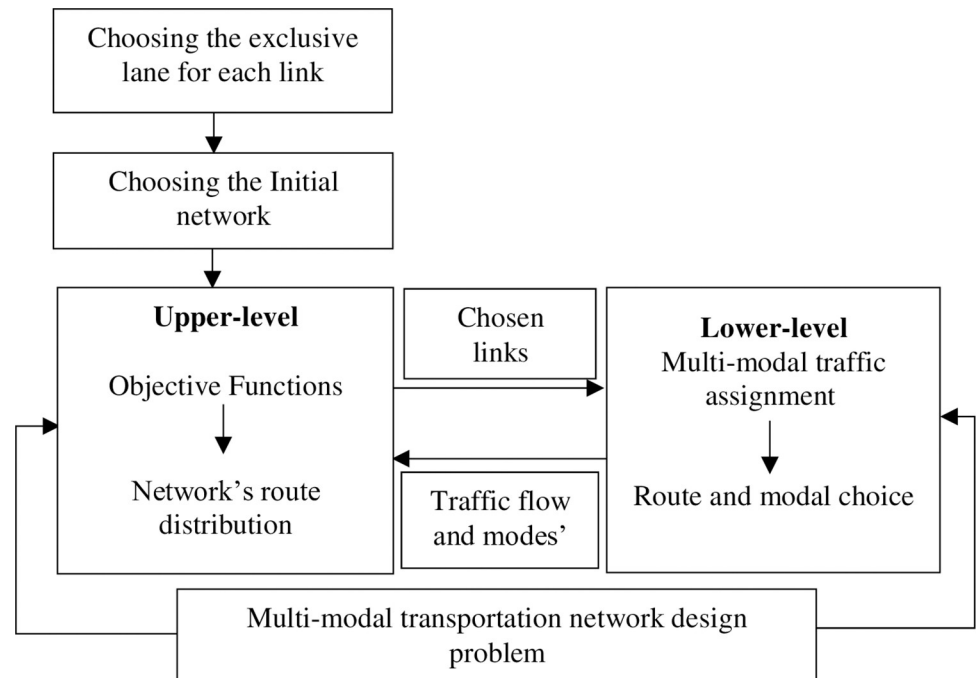 Choosing the exclusive
lane for each link
Choosing the Initial
network
Upper-level
Objective Functions
Network's route
distribution
Chosen
links
Traffic flow
and modes'
Lower-level
Multi-modal traffic
assignment
Route and modal choice
Multi-modal transportation network design
problem